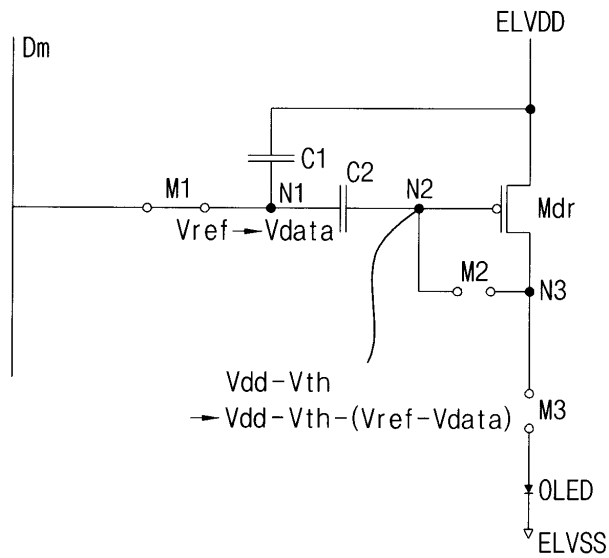 ELVDD
Dm
C1
C2
M1
N1
N2
Mdr
Vref→Vdata
M2
N3
Vdd-Vth
→Vdd-Vth-(Vref-Vdata)
M3
OLED
ELVSS